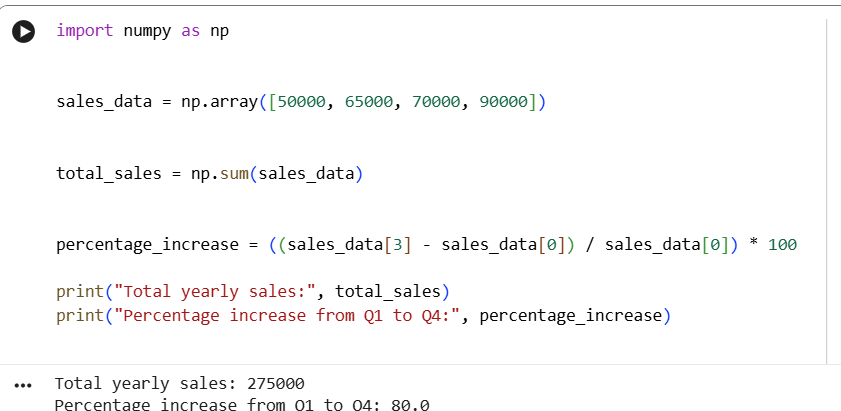 import numpy as np
sales_data = np.array([50000, 65000, 70000, 90000])
total_sales = np.sum(sales_data)
percentage_increase = ((sales_data[3] - sales_data[0]) / sales_data[0]) * 100
print("Total yearly sales:", total_sales)
print("Percentage increase from Q1 to Q4:", percentage_increase)
Total yearly sales: 275000
Percentage increase from Q1 to Q4: 80.0